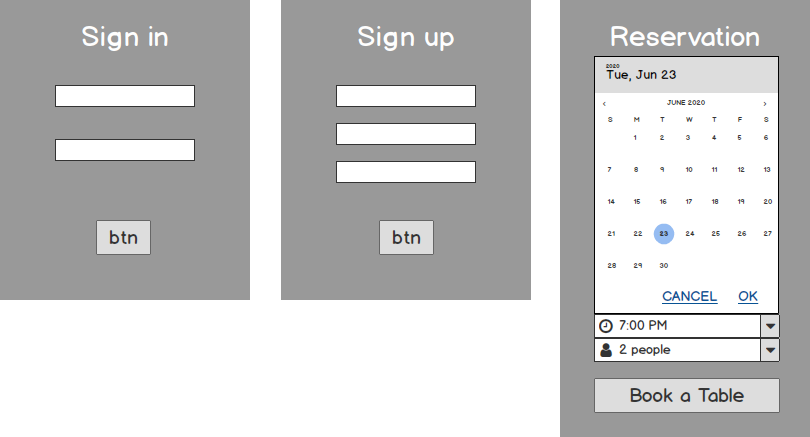 Sign in
btn
Sign up
btn
Reservation
2020
Tue, Jun 23
‹ JUNE 2020 ›
S M T W T F S
1 2 3 4 5 6
7 8 9 10 11 12 13
14 15 16 17 18 19 20
21 22 23 24 25 26 27
28 29 30
CANCEL OK
7:00 PM
2 people
Book a Table